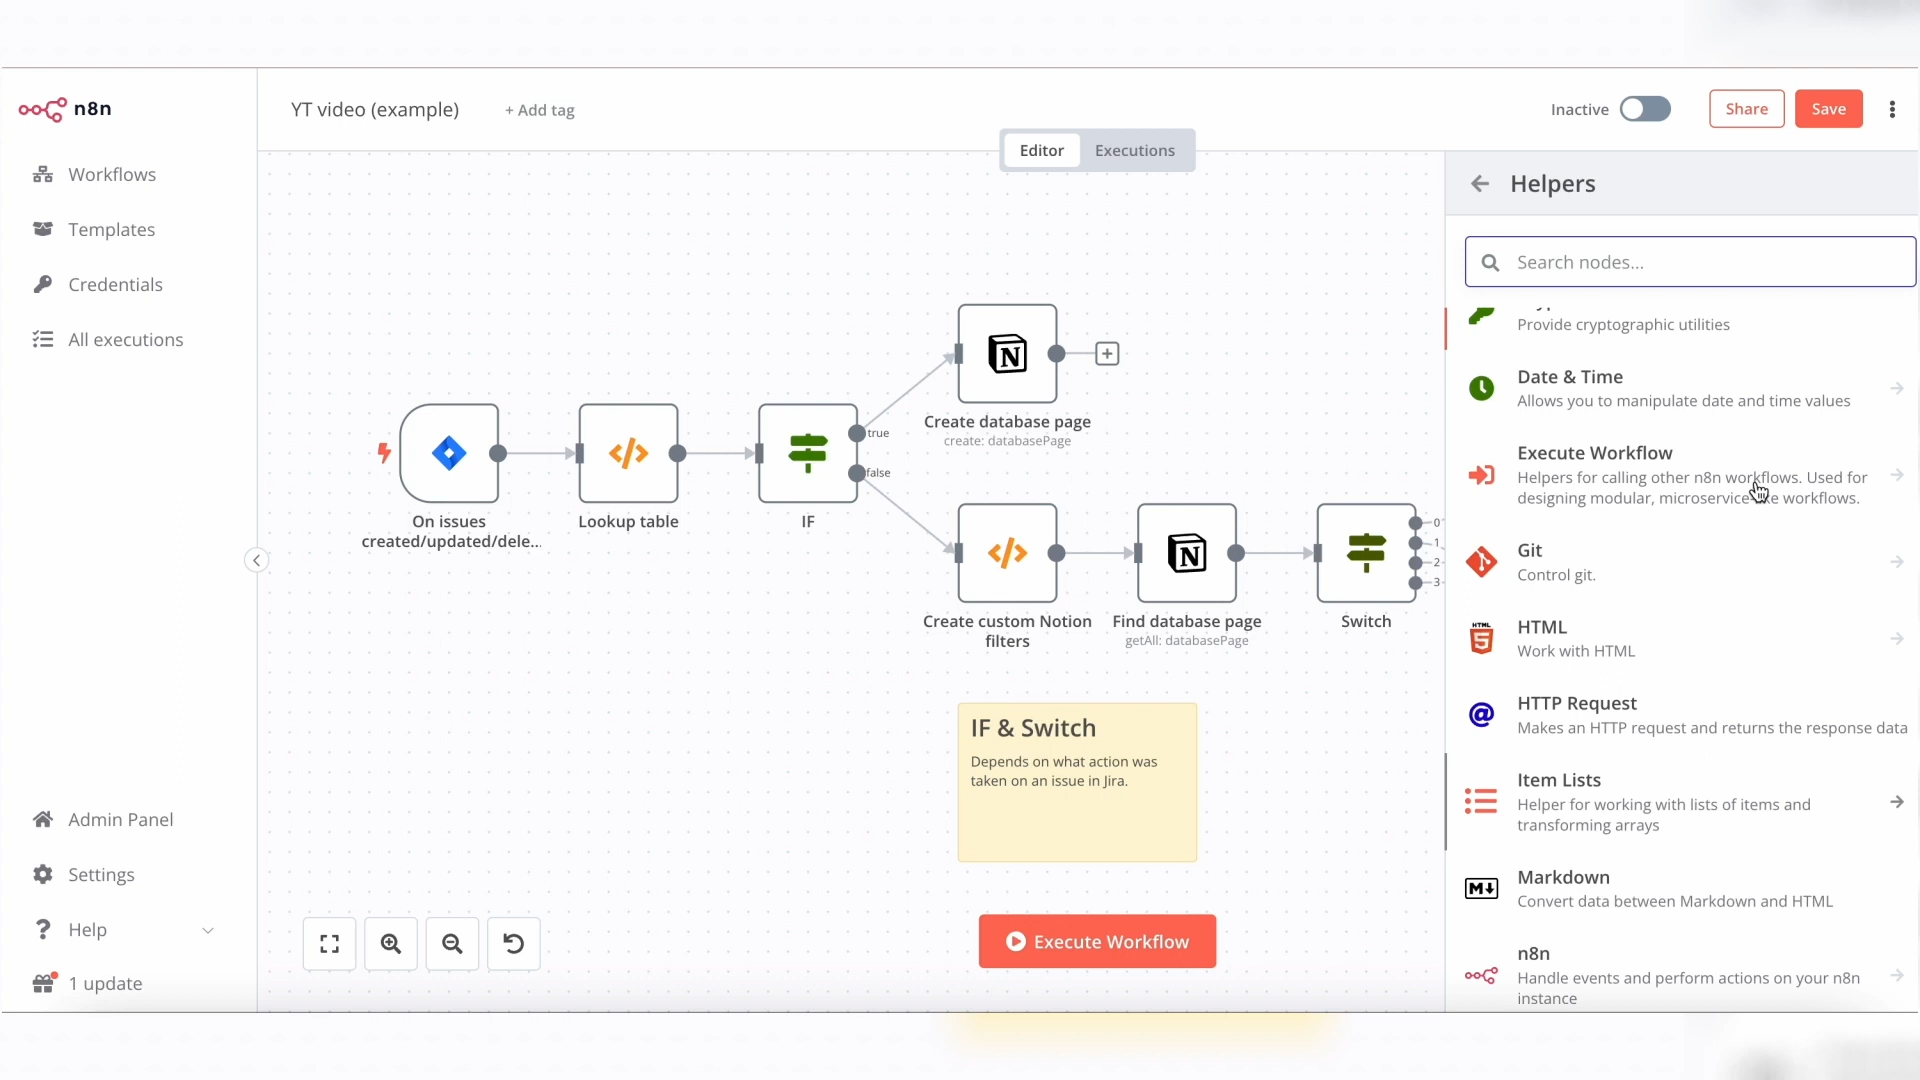 n8n
YT video (example)
+ Add tag
Inactive
Share
Save
Editor
Executions
Workflows
Templates
Credentials
All executions
Admin Panel
Settings
Help
1 update
On issues
created/updated/dele...
Lookup table
IF
true
false
Create database page
create: databasePage
Create custom Notion
filters
Find database page
getAll: databasePage
Switch
0
1
2
3
IF & Switch
Depends on what action was
taken on an issue in Jira.
Execute Workflow
Helpers
Search nodes...
Provide cryptographic utilities
Date & Time
Allows you to manipulate date and time values
Execute Workflow
Helpers for calling other n8n workflows. Used for
designing modular, microservice-like workflows.
Git
Control git.
HTML
HTML
Work with HTML
@
HTTP Request
Makes an HTTP request and returns the response data
Item Lists
Helper for working with lists of items and
transforming arrays
M
Markdown
Convert data between Markdown and HTML
n8n
Handle events and perform actions on your n8n
instance